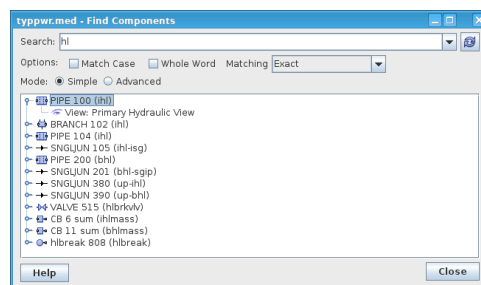 typpwr.med - Find Components
Search: hl
Options: Match Case Whole Word Matching Exact
Mode: Simple Advanced
PIPE 100 (ihl)
View: Primary Hydraulic View
BRANCH 102 (ihl)
PIPE 104 (ihl)
SNGLJUN 105 (ihl-isg)
PIPE 200 (bhl)
SNGLJUN 201 (bhl-sgip)
SNGLJUN 380 (up-ihl)
SNGLJUN 390 (up-bhl)
VALVE 515 (hlbrkvlv)
CB 6 sum (ihlmass)
CB 11 sum (bhlmass)
hlbreak 808 (hlbreak)
Help Close